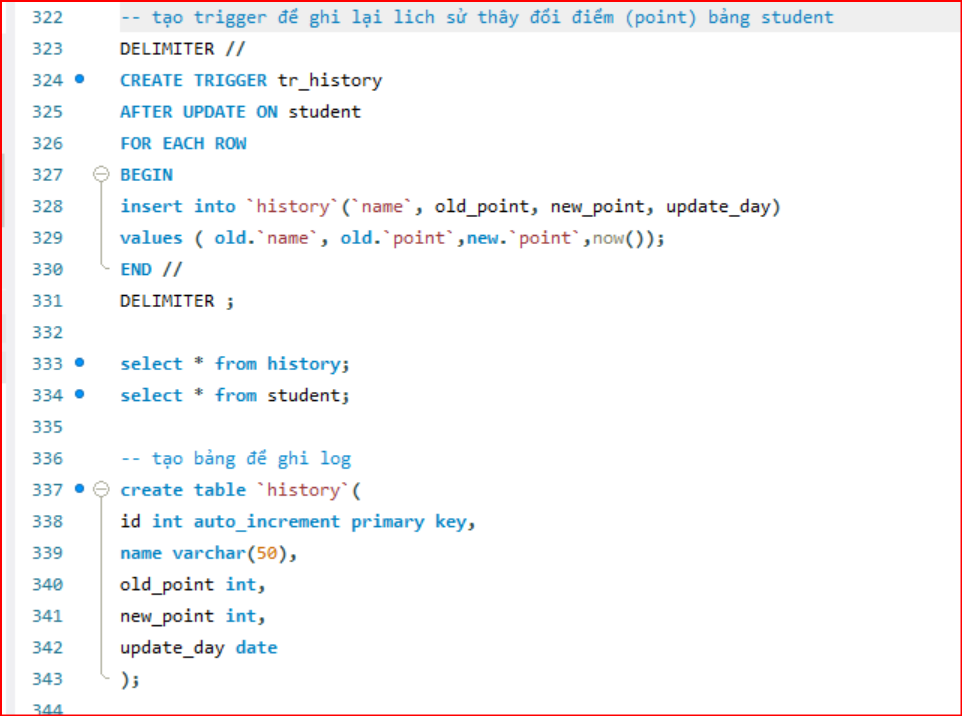 322 -- tạo trigger để ghi lại lich sử thây đổi điểm (point) bảng student
323 DELIMITER //
324 CREATE TRIGGER tr_history
325 AFTER UPDATE ON student
326 FOR EACH ROW
327 BEGIN
328 insert into `history`(`name`, old_point, new_point, update_day)
329 values ( old.`name`, old.`point`,new.`point`,now());
330 END //
331 DELIMITER ;
332
333 select * from history;
334 select * from student;
335
336 -- tạo bảng để ghi log
337 create table `history`(
338 id int auto_increment primary key,
339 name varchar(50),
340 old_point int,
341 new_point int,
342 update_day date
343 );
344